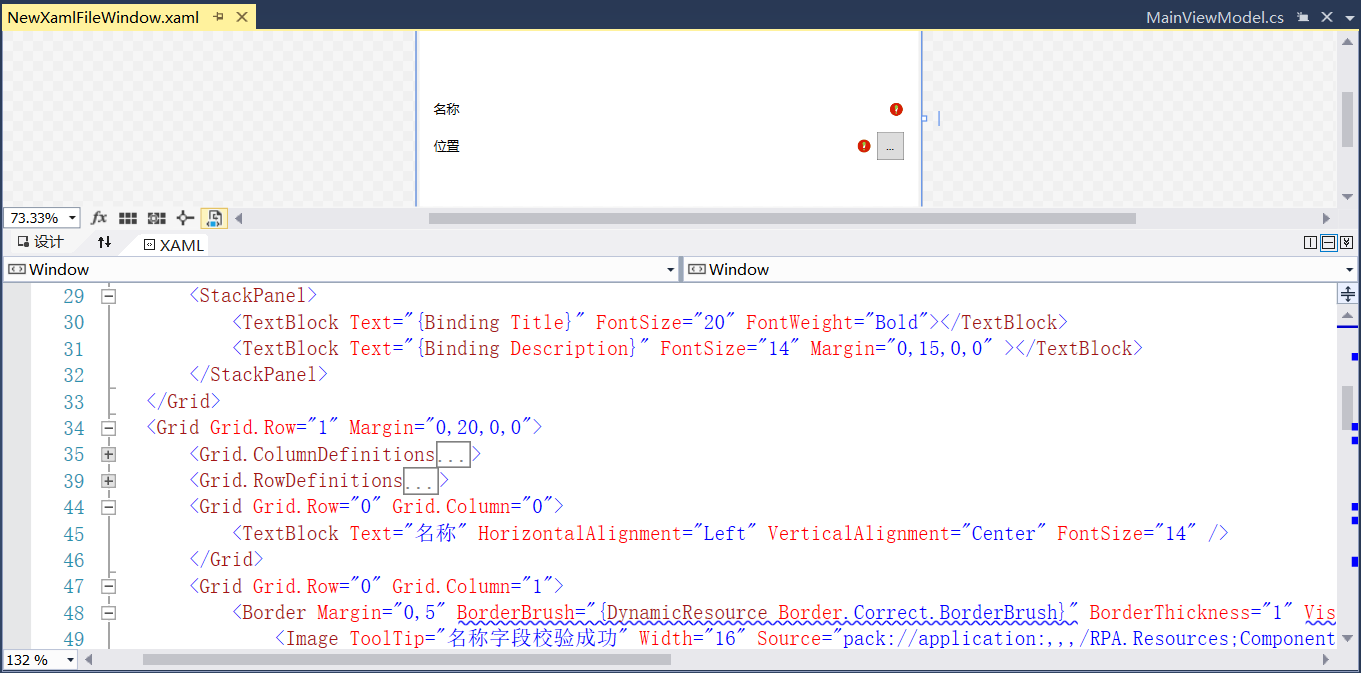 NewXamlFileWindow.xaml
MainViewModel.cs
名称
位置
...
73.33%
fx
设计
XAML
Window
Window
29 <StackPanel>
30 <TextBlock Text="{Binding Title}" FontSize="20" FontWeight="Bold"></TextBlock>
31 <TextBlock Text="{Binding Description}" FontSize="14" Margin="0,15,0,0" ></TextBlock>
32 </StackPanel>
33 </Grid>
34 <Grid Grid.Row="1" Margin="0,20,0,0">
35 <Grid.ColumnDefinitions...>
39 <Grid.RowDefinitions...>
44 <Grid Grid.Row="0" Grid.Column="0">
45 <TextBlock Text="名称" HorizontalAlignment="Left" VerticalAlignment="Center" FontSize="14" />
46 </Grid>
47 <Grid Grid.Row="0" Grid.Column="1">
48 <Border Margin="0,5" BorderBrush="{DynamicResource Border.Correct.BorderBrush}" BorderThickness="1" Vis
49 <Image ToolTip="名称字段校验成功" Width="16" Source="pack://application:,,,/RPA.Resources;Component
132 %